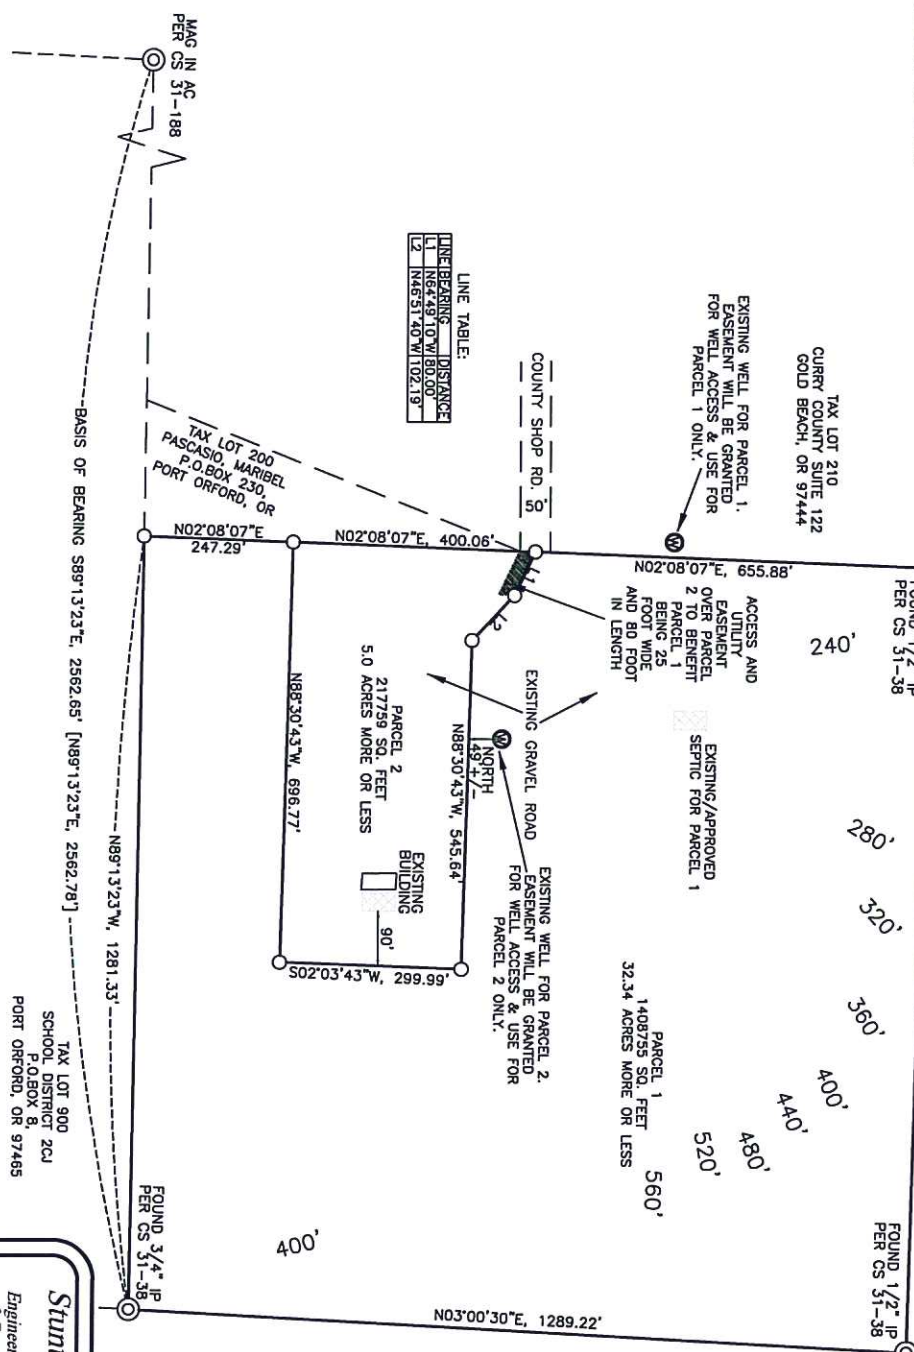 MAG IN AC
PER CS 31-188
TAX LOT 210
CURRY COUNTY SUITE 122
GOLD BEACH, OR 97444
EXISTING WELL FOR PARCEL 1.
EASEMENT WILL BE GRANTED
FOR WELL ACCESS & USE FOR
PARCEL 1 ONLY.
W
COUNTY SHOP RD.
50'
LINE TABLE:
LINE BEARING DISTANCE
L1 N64°49'10"W 80.00'
L2 N46°51'40"W 102.19'
TAX LOT 200
PASCASIO, MARIBEL
P.O.BOX 230,
PORT ORFORD, OR
N02°08'07"E
247.29'
N02°08'07"E, 400.06'
N02°08'07"E, 655.88'
PER CS 31-38
ACCESS AND
UTILITY
EASEMENT
OVER PARCEL
2 TO BENEFIT
PARCEL 1
BEING 25
FOOT WIDE
AND 80 FOOT
IN LENGTH
L1
L2
240'
280'
320'
360'
400'
440'
480'
520'
560'
400'
EXISTING/APPROVED
SEPTIC FOR PARCEL 1
EXISTING GRAVEL ROAD
W
NORTH
49'+/-
N88°30'43"W, 545.64'
EXISTING WELL FOR PARCEL 2.
EASEMENT WILL BE GRANTED
FOR WELL ACCESS & USE FOR
PARCEL 2 ONLY.
PARCEL 2
217759 SQ. FEET
5.0 ACRES MORE OR LESS
EXISTING
BUILDING
90'
N88°30'43"W, 696.77'
S02°03'43"W, 299.99'
PARCEL 1
1408755 SQ. FEET
32.34 ACRES MORE OR LESS
N89°13'23"W, 1281.33'
BASIS OF BEARING S89°13'23"E, 2562.65' [N89°13'23"E, 2562.78']
FOUND 3/4" IP
PER CS 31-38
FOUND 1/2" IP
PER CS 31-38
N03°00'30"E, 1289.22'
TAX LOT 900
SCHOOL DISTRICT 2CJ
P.O.BOX 8,
PORT ORFORD, OR 97465